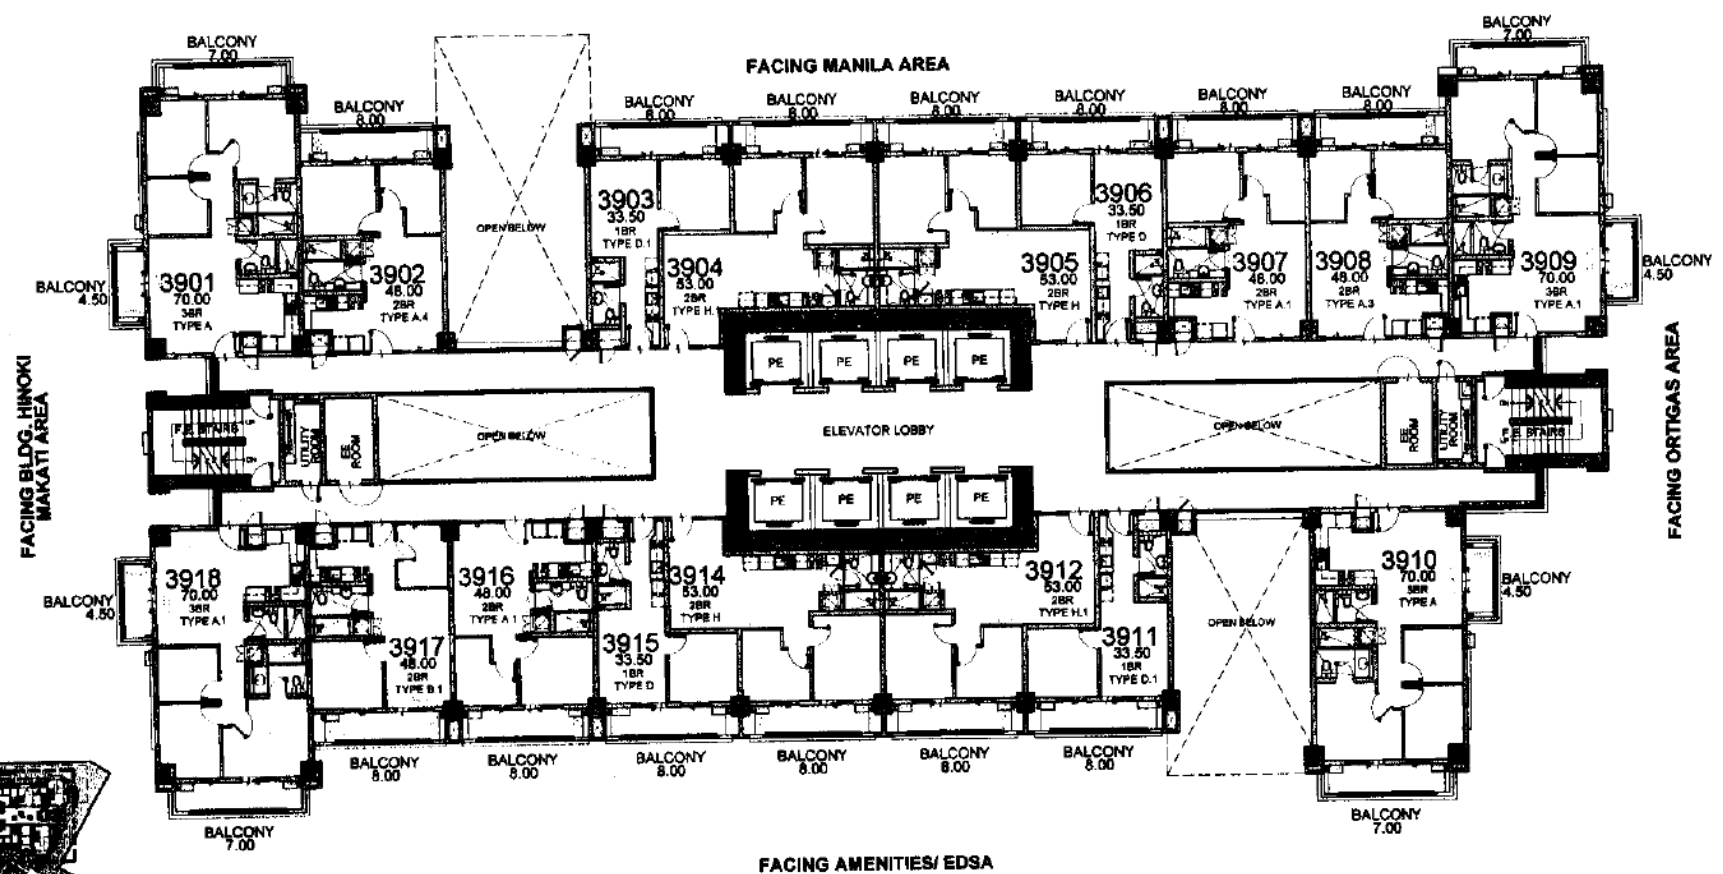 BALCONY
7.00
BALCONY
7.00
FACING MANILA AREA
BALCONY
8.00
BALCONY
8.00
BALCONY
8.00
BALCONY
8.00
BALCONY
8.00
BALCONY
8.00
BALCONY
8.00
OPEN BELOW
3901
70.00
3BR
TYPE A
3902
48.00
2BR
TYPE A.4
3903
33.50
1BR
TYPE D.1
3904
53.00
2BR
TYPE H.
3905
53.00
2BR
TYPE H
3906
33.50
1BR
TYPE D
3907
48.00
2BR
TYPE A.1
3908
48.00
2BR
TYPE A.3
3909
70.00
3BR
TYPE A.1
BALCONY
4.50
BALCONY
4.50
PE
PE
PE
PE
FACING BLDG. HINOKI
MAKATI AREA
F.E. STAIRS
UP
DN
UTILITY
ROOM
EE
ROOM
OPEN BELOW
ELEVATOR LOBBY
OPEN BELOW
EE
ROOM
UTILITY
ROOM
STAIRS
FACING ORTIGAS AREA
PE
PE
PE
PE
3918
70.00
3BR
TYPE A.1
3917
48.00
2BR
TYPE B.1
3916
48.00
2BR
TYPE A.1
3915
33.50
1BR
TYPE D
3914
53.00
2BR
TYPE H
3912
53.00
2BR
TYPE H.1
3911
33.50
1BR
TYPE D.1
OPEN BELOW
3910
70.00
3BR
TYPE A
BALCONY
4.50
BALCONY
4.50
BALCONY
8.00
BALCONY
8.00
BALCONY
8.00
BALCONY
8.00
BALCONY
8.00
BALCONY
8.00
BALCONY
7.00
BALCONY
7.00
FACING AMENITIES/ EDSA